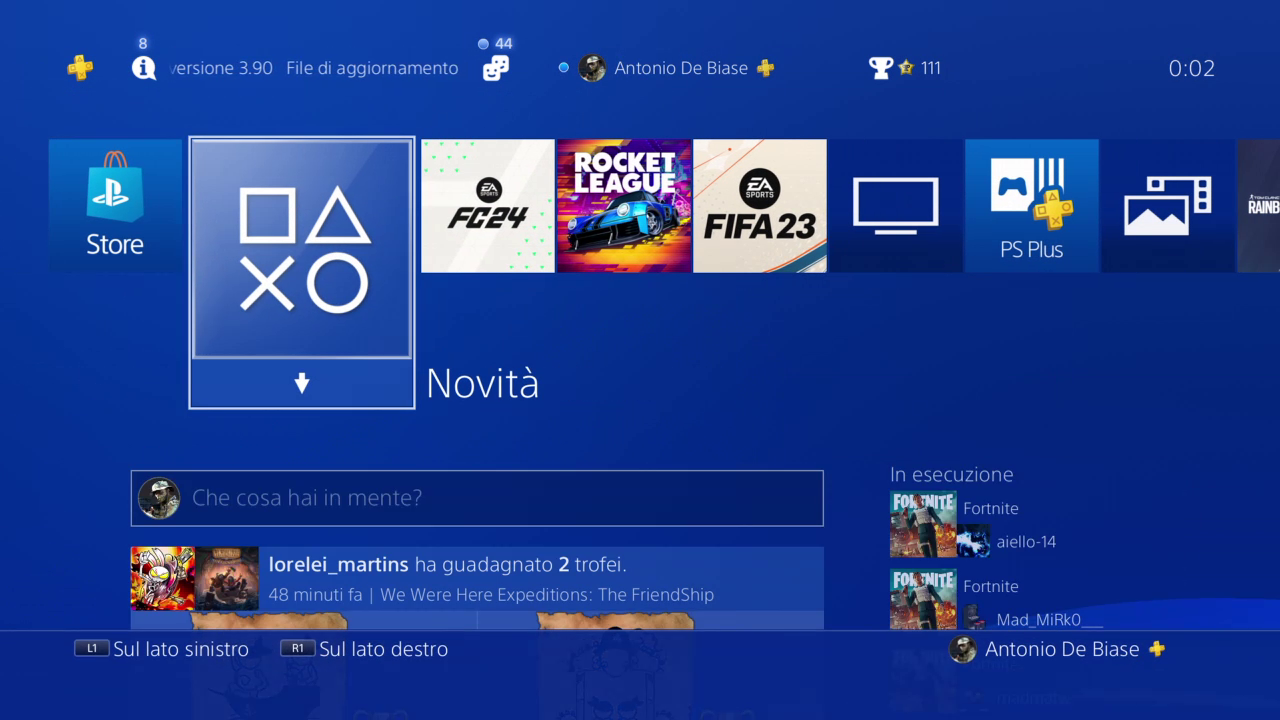 8
44
versione 3.90 File di aggiornamento
Antonio De Biase
111
0:02
Store
EA SPORTS
FC24
ROCKET LEAGUE
EA SPORTS
FIFA 23
PS Plus
Novità
Che cosa hai in mente?
lorelei_martins ha guadagnato 2 trofei.
48 minuti fa | We Were Here Expeditions: The FriendShip
In esecuzione
FORTNITE
Fortnite
aiello-14
FORTNITE
Fortnite
Mad_MiRk0___
L1 Sul lato sinistro
R1 Sul lato destro
Antonio De Biase